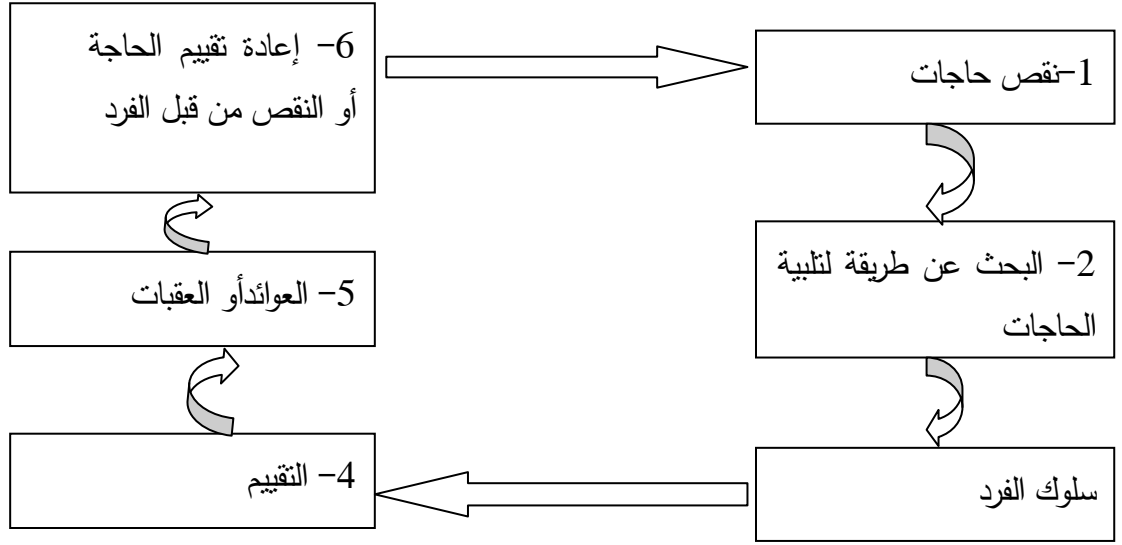 1-نقص حاجات
2- البحث عن طريقة لتلبية
الحاجات
سلوك الفرد
4- التقييم
5- العوائدأو العقبات
6- إعادة تقييم الحاجة
أو النقص من قبل الفرد